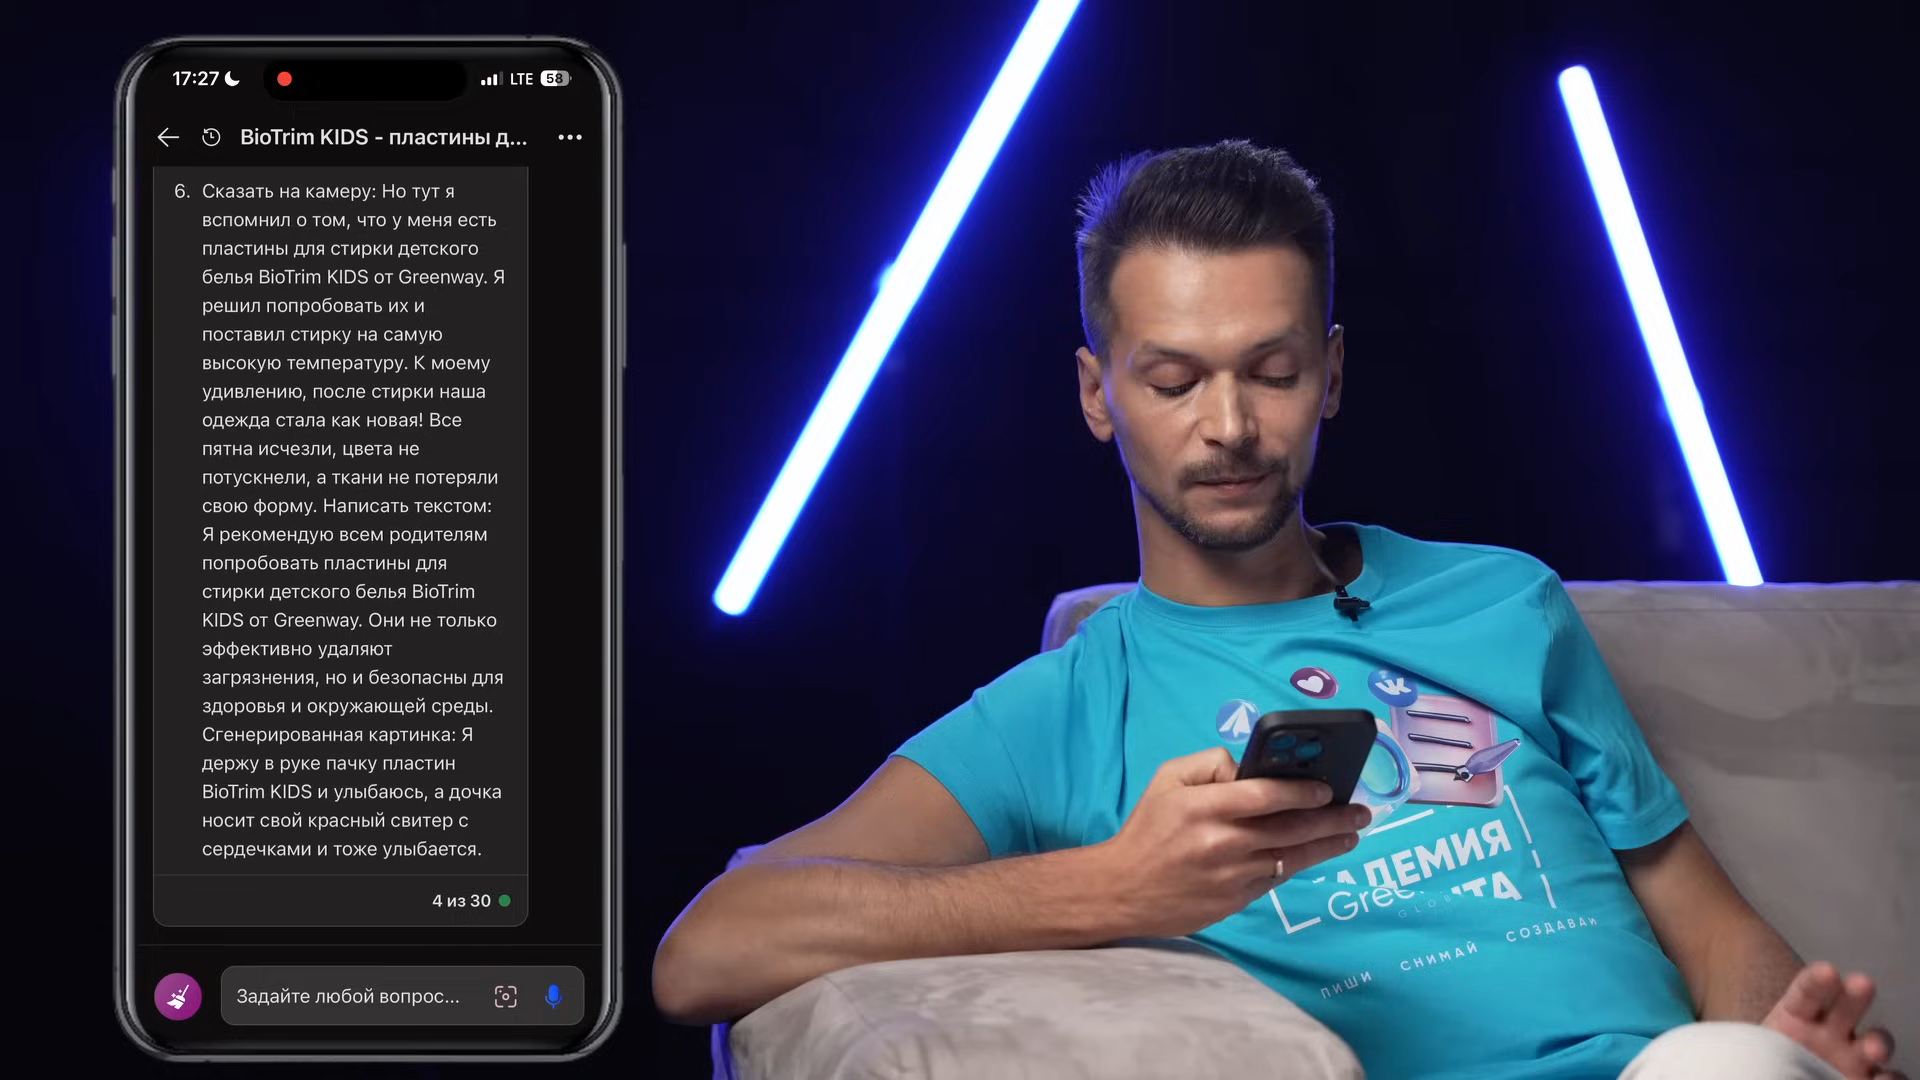 17:27
LTE
58
BioTrim KIDS - пластины д...
6. Сказать на камеру: Но тут я
вспомнил о том, что у меня есть
пластины для стирки детского
белья BioTrim KIDS от Greenway. Я
решил попробовать их и
поставил стирку на самую
высокую температуру. К моему
удивлению, после стирки наша
одежда стала как новая! Все
пятна исчезли, цвета не
потускнели, а ткани не потеряли
свою форму. Написать текстом:
Я рекомендую всем родителям
попробовать пластины для
стирки детского белья BioTrim
KIDS от Greenway. Они не только
эффективно удаляют
загрязнения, но и безопасны для
здоровья и окружающей среды.
Сгенерированная картинка: Я
держу в руке пачку пластин
BioTrim KIDS и улыбаюсь, а дочка
носит свой красный свитер с
сердечками и тоже улыбается.
4 из 30
Задайте любой вопрос...
ПИШИ СНИМАЙ СОЗДАВАЙ